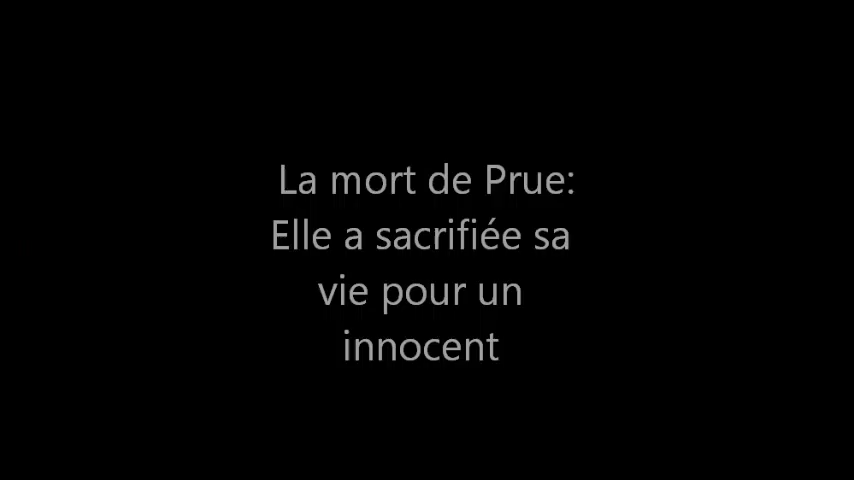 La mort de Prue:
Elle a sacrifiée sa
vie pour un
innocent